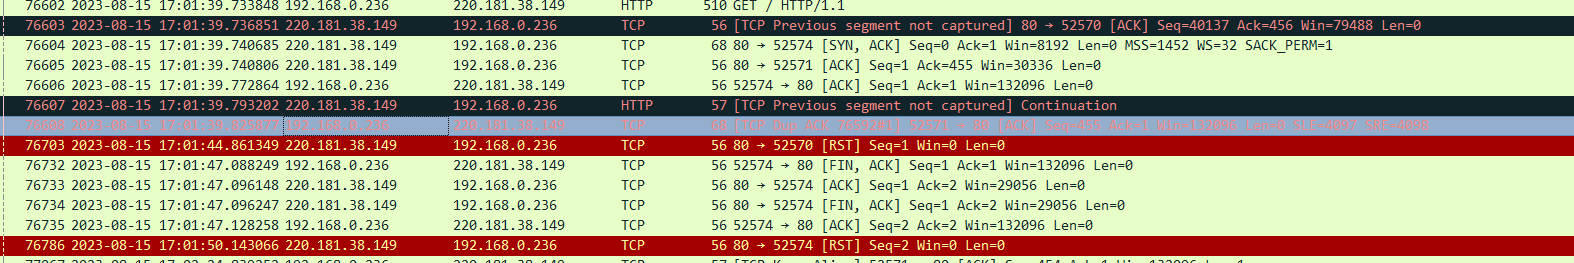 76602 2023-08-15 17:01:39.733848 192.168.0.236 220.181.38.149 HTTP 510 GET / HTTP/1.1
76603 2023-08-15 17:01:39.736851 220.181.38.149 192.168.0.236 TCP 56 [TCP Previous segment not captured] 80 → 52570 [ACK] Seq=40137 Ack=456 Win=79488 Len=0
76604 2023-08-15 17:01:39.740685 220.181.38.149 192.168.0.236 TCP 68 80 → 52574 [SYN, ACK] Seq=0 Ack=1 Win=8192 Len=0 MSS=1452 WS=32 SACK_PERM=1
76605 2023-08-15 17:01:39.740806 220.181.38.149 192.168.0.236 TCP 56 80 → 52571 [ACK] Seq=1 Ack=455 Win=30336 Len=0
76606 2023-08-15 17:01:39.772864 192.168.0.236 220.181.38.149 TCP 56 52574 → 80 [ACK] Seq=1 Ack=1 Win=132096 Len=0
76607 2023-08-15 17:01:39.793202 220.181.38.149 192.168.0.236 HTTP 57 [TCP Previous segment not captured] Continuation
76608 2023-08-15 17:01:39.825877 192.168.0.236 220.181.38.149 TCP 68 [TCP Dup ACK 76592#1] 52571 → 80 [ACK] Seq=455 Ack=1 Win=132096 Len=0 SLE=4097 SRE=4098
76703 2023-08-15 17:01:44.861349 220.181.38.149 192.168.0.236 TCP 56 80 → 52570 [RST] Seq=1 Win=0 Len=0
76732 2023-08-15 17:01:47.088249 192.168.0.236 220.181.38.149 TCP 56 52574 → 80 [FIN, ACK] Seq=1 Ack=1 Win=132096 Len=0
76733 2023-08-15 17:01:47.096148 220.181.38.149 192.168.0.236 TCP 56 80 → 52574 [ACK] Seq=1 Ack=2 Win=29056 Len=0
76734 2023-08-15 17:01:47.096247 220.181.38.149 192.168.0.236 TCP 56 80 → 52574 [FIN, ACK] Seq=1 Ack=2 Win=29056 Len=0
76735 2023-08-15 17:01:47.128258 192.168.0.236 220.181.38.149 TCP 56 52574 → 80 [ACK] Seq=2 Ack=2 Win=132096 Len=0
76786 2023-08-15 17:01:50.143066 220.181.38.149 192.168.0.236 TCP 56 80 → 52574 [RST] Seq=2 Win=0 Len=0